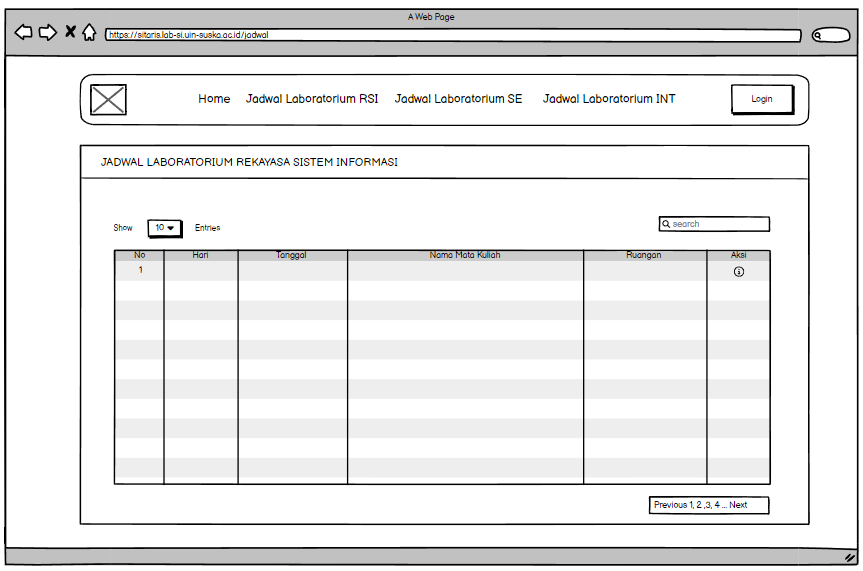 A Web Page
https://sitaris.lab-si.uin-suska.ac.id/jadwal
Home Jadwal Laboratorium RSI Jadwal Laboratorium SE Jadwal Laboratorium INT Login
JADWAL LABORATORIUM REKAYASA SISTEM INFORMASI
Show 10 Entries search
No Hari Tanggal Nama Mata Kuliah Ruangan Aksi
1
Previous 1, 2 ,3, 4 ... Next